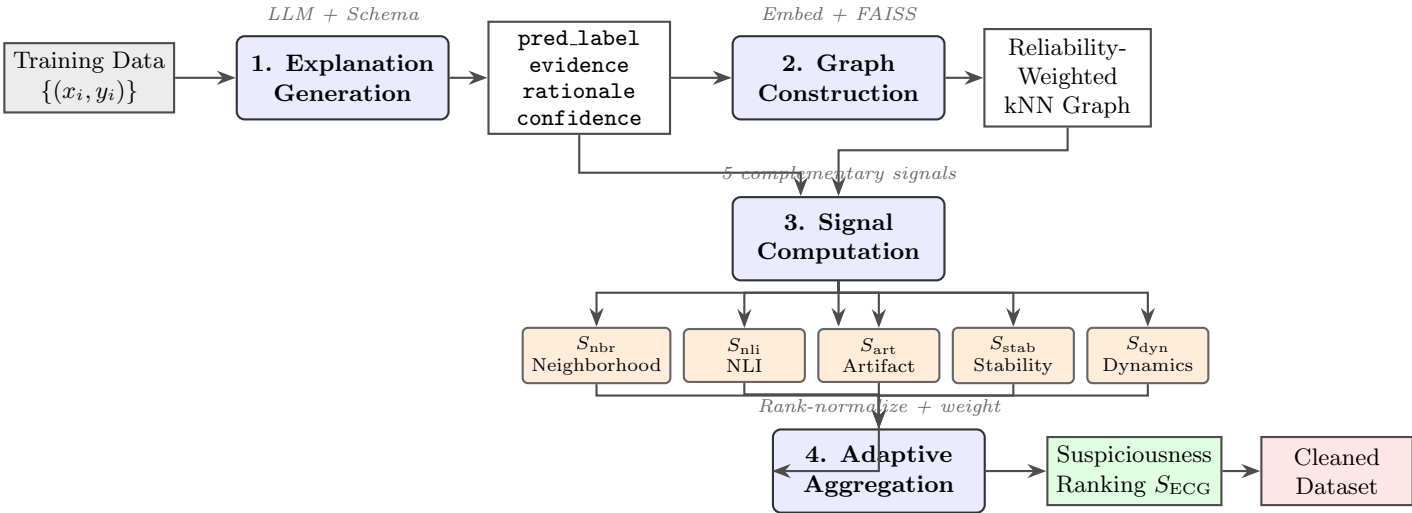 LLM + Schema
Embed + FAISS
Training Data
{(x_i, y_i)}
1. Explanation
Generation
pred_label
evidence
rationale
confidence
2. Graph
Construction
Reliability-
Weighted
kNN Graph
5 complementary signals
3. Signal
Computation
S_nbr
Neighborhood
S_nli
NLI
S_art
Artifact
S_stab
Stability
S_dyn
Dynamics
Rank-normalize + weight
4. Adaptive
Aggregation
Suspiciousness
Ranking S_ECG
Cleaned
Dataset